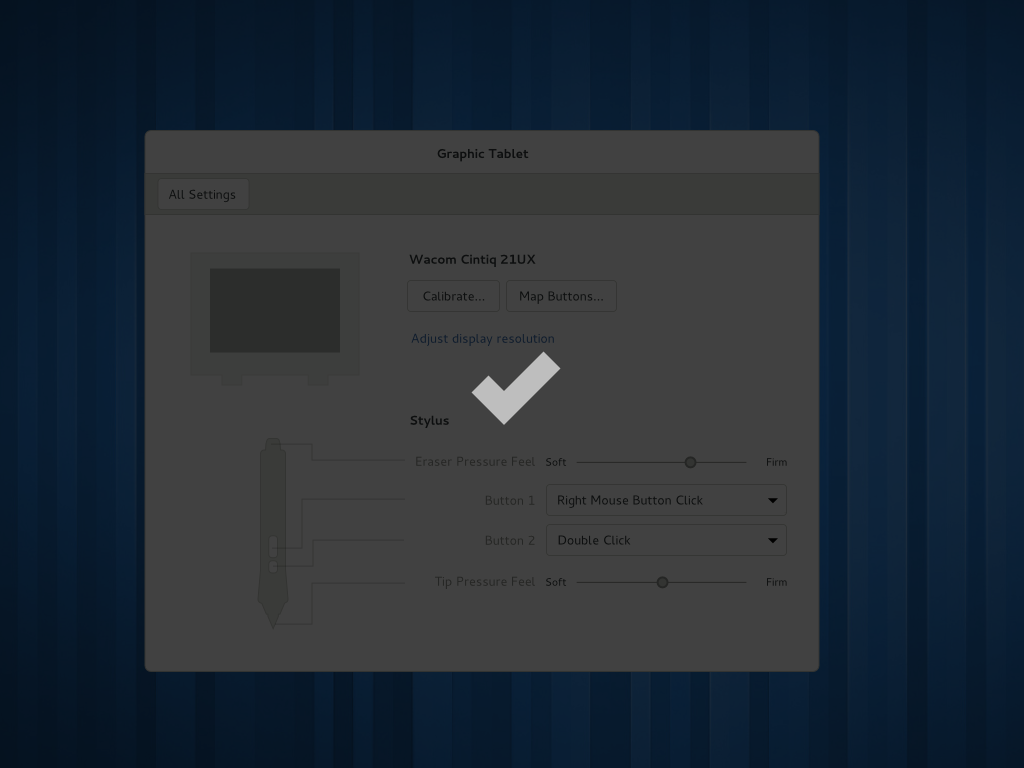 Graphic Tablet
All Settings
Wacom Cintiq 21UX
Calibrate... Map Buttons...
Adjust display resolution
Stylus
Eraser Pressure Feel Soft Firm
Button 1 Right Mouse Button Click
Button 2 Double Click
Tip Pressure Feel Soft Firm